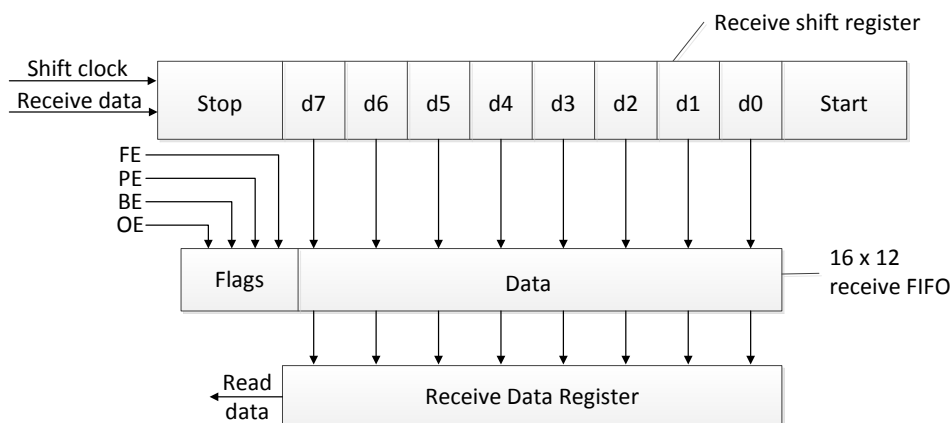 Receive shift register
Shift clock
Receive data
Stop d7 d6 d5 d4 d3 d2 d1 d0 Start
FE
PE
BE
OE
Flags Data
16 x 12
receive FIFO
Read
data
Receive Data Register